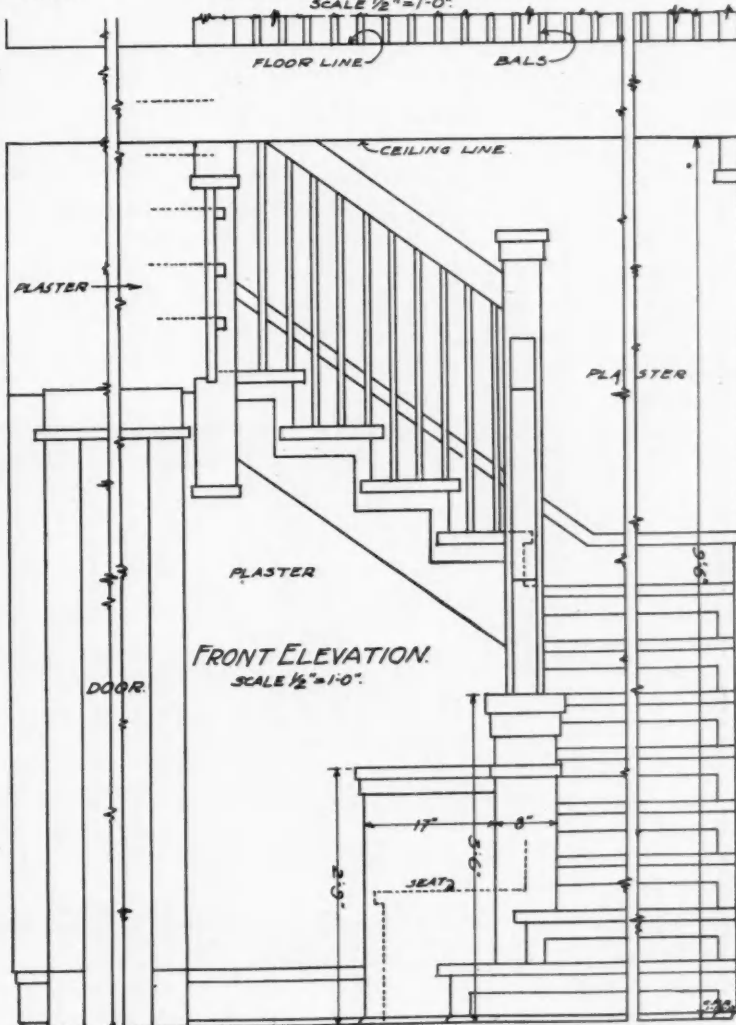 SCALE 1/2" = 1'-0".
FLOOR LINE
BALS
CEILING LINE
PLASTER
PLASTER
PLASTER
9'6"
FRONT ELEVATION.
SCALE 1/2" = 1'-0".
DOOR.
17"
8"
3'6"
2'9"
SEAT